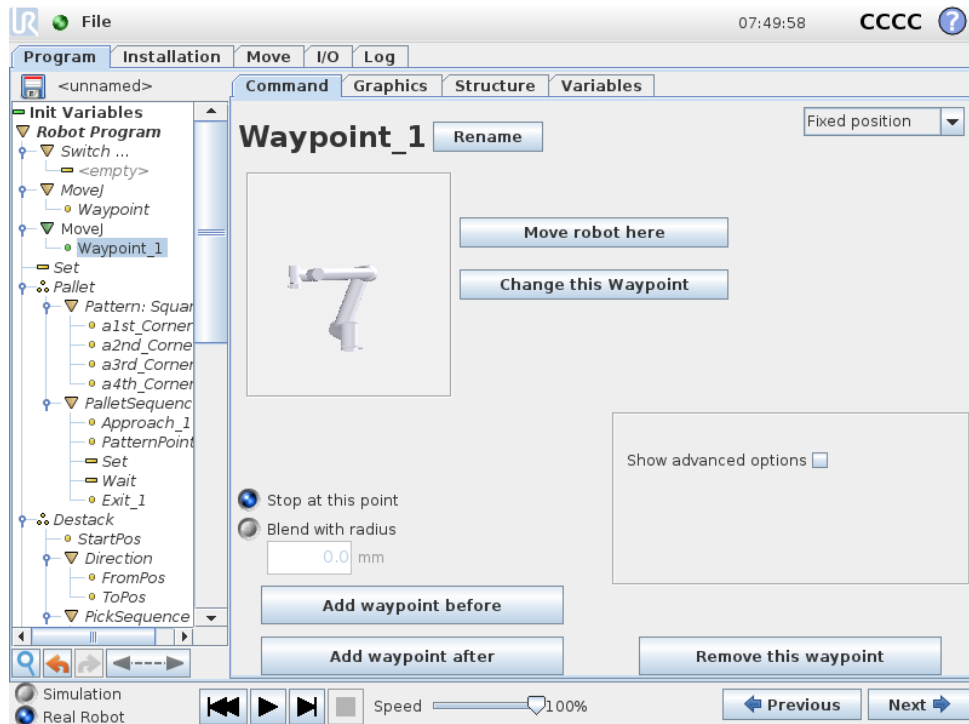 UR File 07:49:58 CCCC ?
Program Installation Move I/O Log
<unnamed> Command Graphics Structure Variables
Init Variables
Robot Program
Switch ...
<empty>
MoveJ
Waypoint
MoveJ
Waypoint_1
Set
Pallet
Pattern: Squar
a1st_Corner
a2nd_Corne
a3rd_Corner
a4th_Corner
PalletSequenc
Approach_1
PatternPoint
Set
Wait
Exit_1
Destack
StartPos
Direction
FromPos
ToPos
PickSequence
Waypoint_1 Rename Fixed position
Move robot here
Change this Waypoint
Show advanced options
Stop at this point
Blend with radius
0.0 mm
Add waypoint before
Add waypoint after Remove this waypoint
Simulation
Real Robot
Speed 100% Previous Next